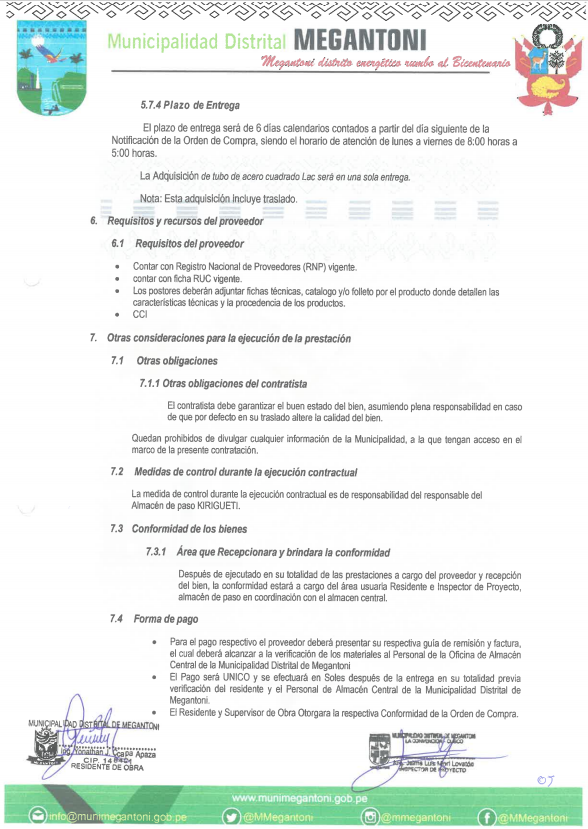 Municipalidad Distrital MEGANTONI
Megantoni distrito energético rumbo al Bicentenario
5.7.4 Plazo de Entrega
El plazo de entrega será de 6 días calendarios contados a partir del día siguiente de la
Notificación de la Orden de Compra, siendo el horario de atención de lunes a viernes de 8:00 horas a
5:00 horas.
La Adquisición de tubo de acero cuadrado Lac será en una sola entrega.
Nota: Esta adquisición incluye traslado.
6. Requisitos y recursos del proveedor
6.1 Requisitos del proveedor
• Contar con Registro Nacional de Proveedores (RNP) vigente.
• contar con ficha RUC vigente.
• Los postores deberán adjuntar fichas técnicas, catalogo y/o folleto por el producto donde detallen las
características técnicas y la procedencia de los productos.
• CCI
7. Otras consideraciones para la ejecución de la prestación
7.1 Otras obligaciones
7.1.1 Otras obligaciones del contratista
El contratista debe garantizar el buen estado del bien, asumiendo plena responsabilidad en caso
de que por defecto en su traslado altere la calidad del bien.
Quedan prohibidos de divulgar cualquier información de la Municipalidad, a la que tengan acceso en el
marco de la presente contratación.
7.2 Medidas de control durante la ejecución contractual
La medida de control durante la ejecución contractual es de responsabilidad del responsable del
Almacén de paso KIRIGUETI.
7.3 Conformidad de los bienes
7.3.1 Área que Recepcionara y brindara la conformidad
Después de ejecutado en su totalidad de las prestaciones a cargo del proveedor y recepción
del bien, la conformidad estará a cargo del área usuaria Residente e Inspector de Proyecto,
almacén de paso en coordinación con el almacen central.
7.4 Forma de pago
• Para el pago respectivo el proveedor deberá presentar su respectiva guía de remisión y factura,
el cual deberá alcanzar a la verificación de los materiales al Personal de la Oficina de Almacén
Central de la Municipalidad Distrital de Megantoni
• El Pago será UNICO y se efectuará en Soles después de la entrega en su totalidad previa
verificación del residente y el Personal de Almacén Central de la Municipalidad Distrital de
Megantoni.
• El Residente y Supervisor de Obra Otorgara la respectiva Conformidad de la Orden de Compra.
MUNICIPALIDAD DISTRITAL DE MEGANTONI
Ing. Yonathan J. Ccapa Apaza
RESIDENTE DE OBRA
MUNICIPALIDAD DISTRITAL DE MEGANTONI
INSPECTOR DE PROYECTO
www.munimegantoni.gob.pe
info@munimegantoni.gob.pe
@MMegantoni
@mmegantoni
@MMegantoni